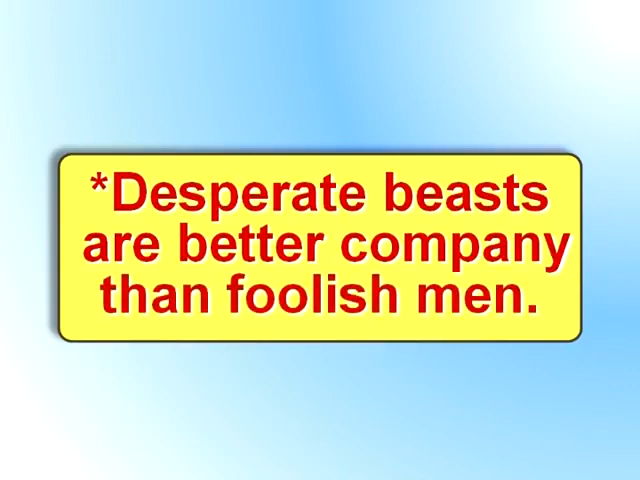 *Desperate beasts
are better company
than foolish men.